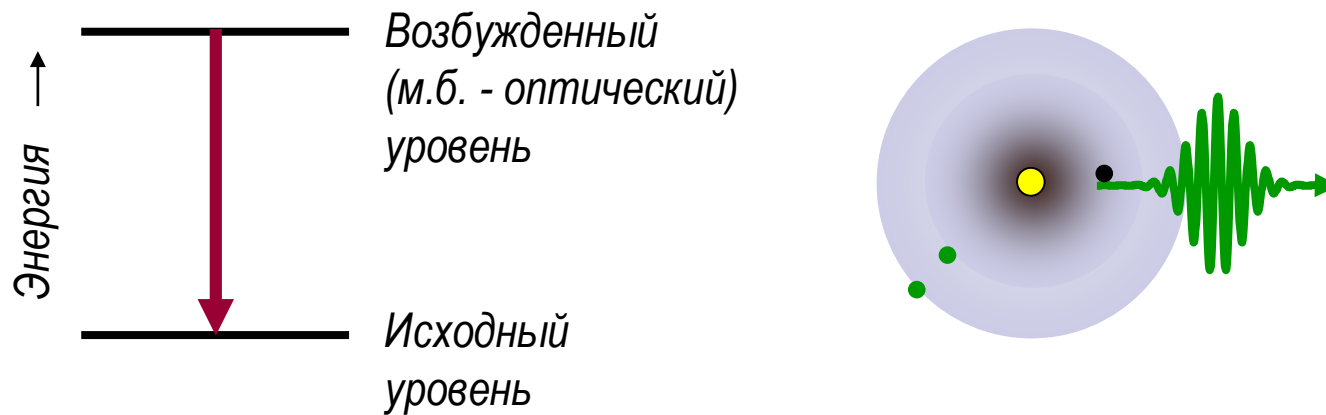 Энергия
Возбужденный
(м.б. - оптический)
уровень
Исходный
уровень